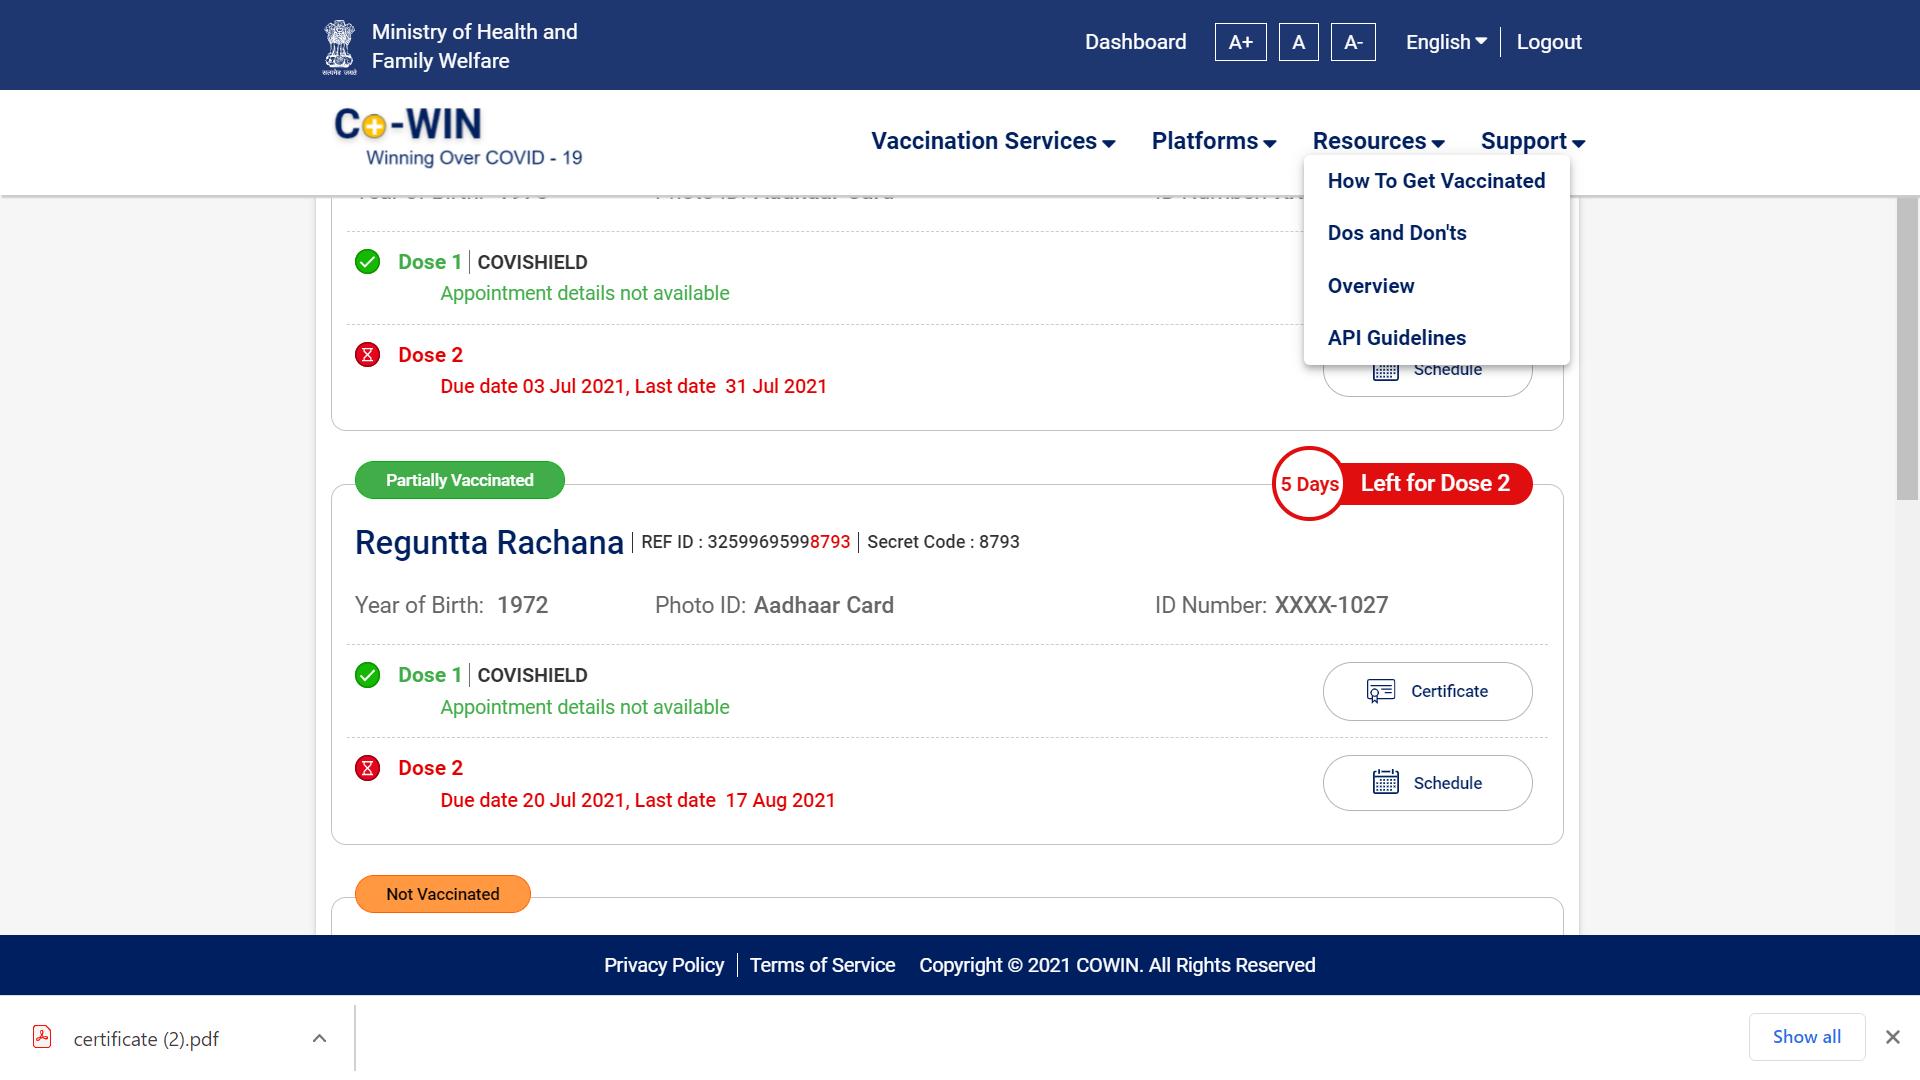 Ministry of Health and
Family Welfare
सत्यमेव जयते
Dashboard A+ A A- English Logout
Co-WIN
Winning Over COVID - 19
Vaccination Services Platforms Resources Support
How To Get Vaccinated
Dos and Don'ts
Overview
API Guidelines
Year of Birth: Photo ID: Aadhaar Card ID Number:
Dose 1 COVISHIELD
Appointment details not available
Dose 2
Due date 03 Jul 2021, Last date 31 Jul 2021
Schedule
Partially Vaccinated
5 Days Left for Dose 2
Reguntta Rachana REF ID : 32599695998793 Secret Code : 8793
Year of Birth: 1972 Photo ID: Aadhaar Card ID Number: XXXX-1027
Dose 1 COVISHIELD
Appointment details not available
Certificate
Dose 2
Due date 20 Jul 2021, Last date 17 Aug 2021
Schedule
Not Vaccinated
Privacy Policy Terms of Service Copyright © 2021 COWIN. All Rights Reserved
certificate (2).pdf
Show all